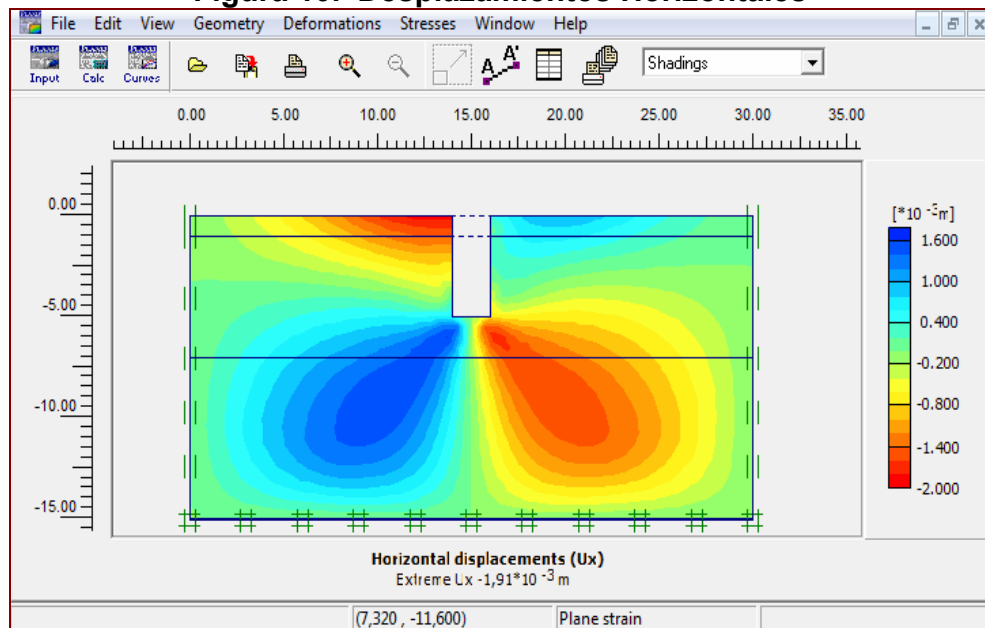 Figura Desplazamientos Horizontales
File Edit View Geometry Deformations Stresses Window Help
Input Calc Curves A A' Shadings
0.00 5.00 10.00 15.00 20.00 25.00 30.00 35.00
0.00
-5.00
-10.00
-15.00
[*10 -3m]
1.600
1.000
0.400
-0.200
-0.800
-1.400
-2.000
Horizontal displacements (Ux)
Extreme Ux -1,91*10 -3 m
(7,320 , -11,600) Plane strain